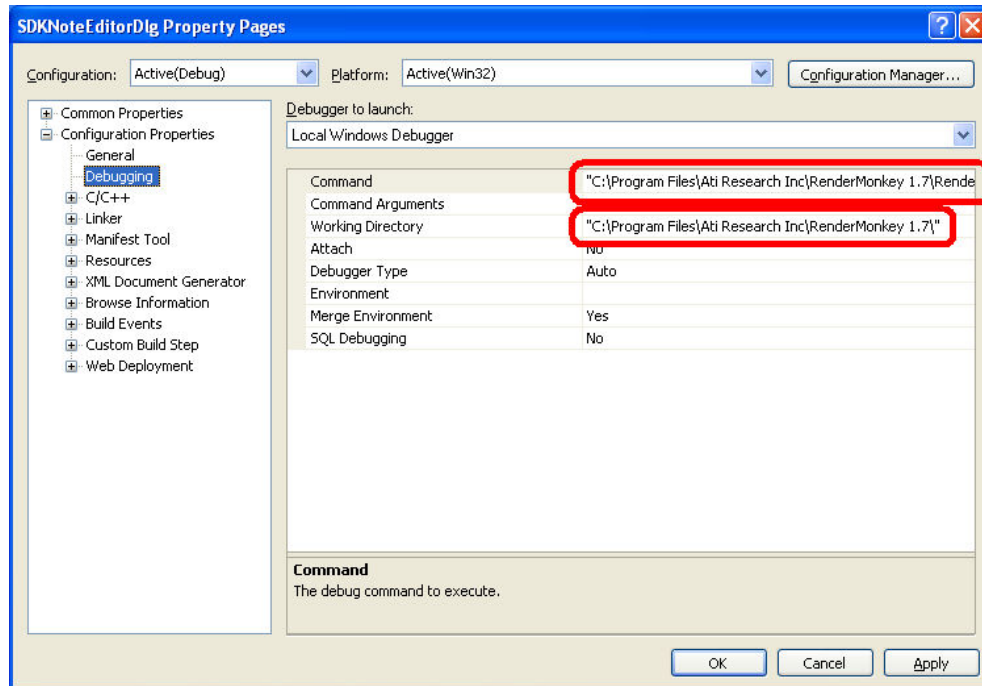 SDKNoteEditorDlg Property Pages
Configuration: Active(Debug) Platform: Active(Win32) Configuration Manager...
Common Properties
Configuration Properties
General
Debugging
C/C++
Linker
Manifest Tool
Resources
XML Document Generator
Browse Information
Build Events
Custom Build Step
Web Deployment
Debugger to launch:
Local Windows Debugger
Command "C:\Program Files\Ati Research Inc\RenderMonkey 1.7\Rende
Command Arguments
Working Directory "C:\Program Files\Ati Research Inc\RenderMonkey 1.7\"
Attach No
Debugger Type Auto
Environment
Merge Environment Yes
SQL Debugging No
Command
The debug command to execute.
OK Cancel Apply